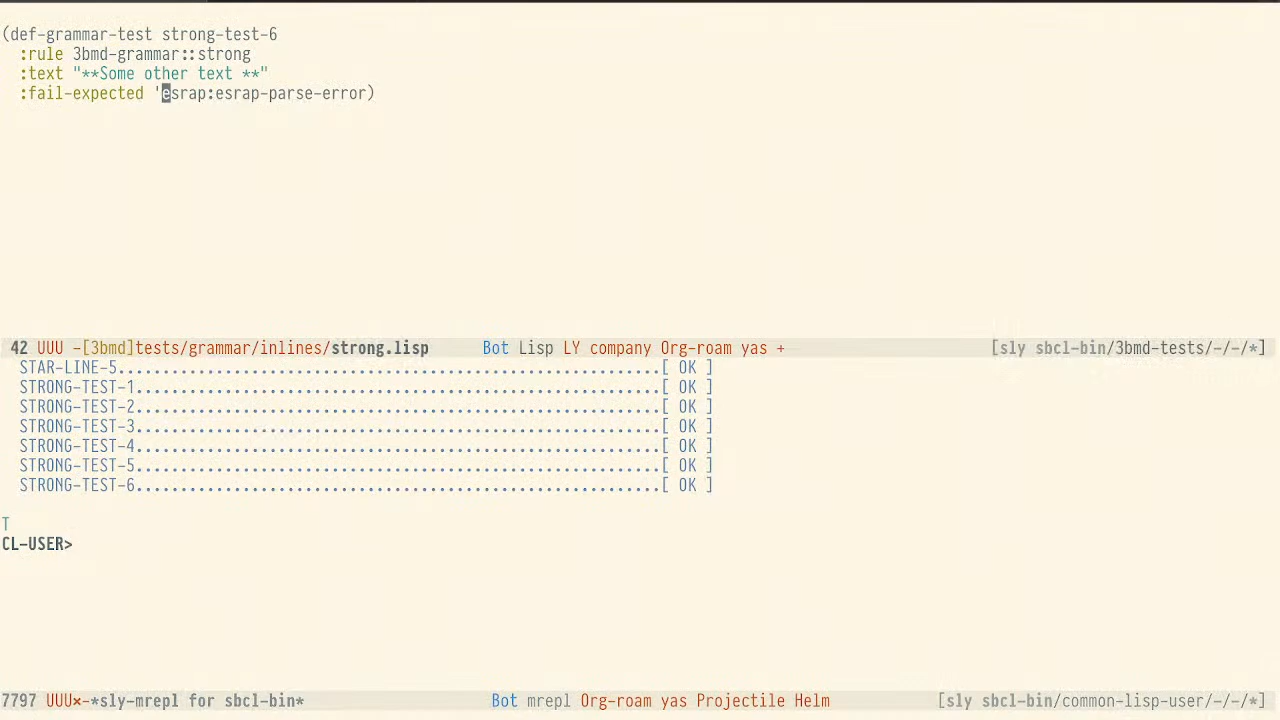 (def-grammar-test strong-test-6
:rule 3bmd-grammar::strong
:text "**Some other text **"
:fail-expected 'esrap:esrap-parse-error)
42 UUU -[3bmd]tests/grammar/inlines/strong.lisp Bot Lisp LY company Org-roam yas + [sly sbcl-bin/3bmd-tests/-/-/*]
STAR-LINE-5.............................................................[ OK ]
STRONG-TEST-1...........................................................[ OK ]
STRONG-TEST-2...........................................................[ OK ]
STRONG-TEST-3...........................................................[ OK ]
STRONG-TEST-4...........................................................[ OK ]
STRONG-TEST-5...........................................................[ OK ]
STRONG-TEST-6...........................................................[ OK ]
T
CL-USER>
7797 UUU×-*sly-mrepl for sbcl-bin* Bot mrepl Org-roam yas Projectile Helm [sly sbcl-bin/common-lisp-user/-/-/*]